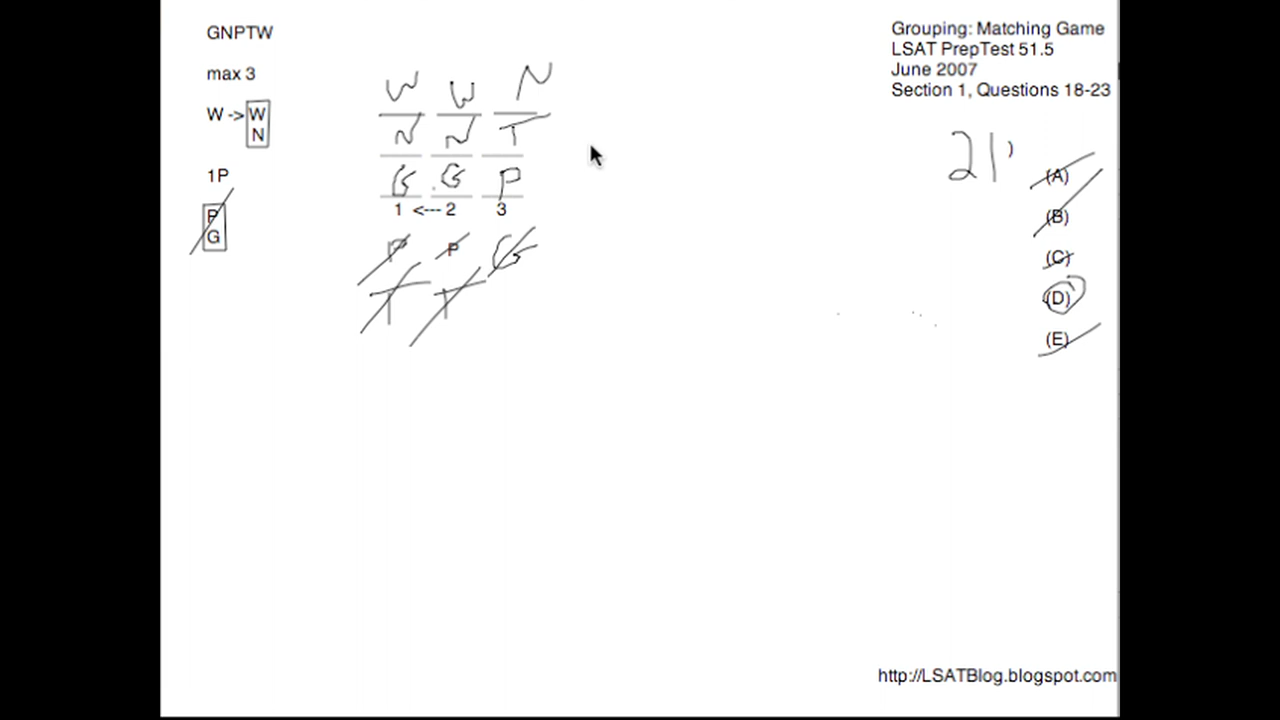 GNPTW
max 3
W -> W
N
1P
P
G
W W N
N N T
G G P
1 <--- 2 3
P P G
T T
Grouping: Matching Game
LSAT PrepTest 51.5
June 2007
Section 1, Questions 18-23
21)
(A)
(B)
(C)
(D)
(E)
http://LSATBlog.blogspot.com